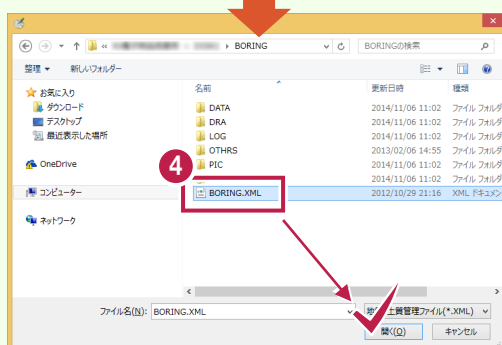 « › BORING
BORINGの検索
整理 新しいフォルダー
名前 更新日時 種類
お気に入り
ダウンロード
デスクトップ
最近表示した場所
OneDrive
コンピューター
ネットワーク
DATA 2014/11/06 11:02 ファイル フォルダ
DRA 2014/11/06 11:02 ファイル フォルダ
LOG 2014/11/06 11:02 ファイル フォルダ
OTHRS 2013/02/06 14:55 ファイル フォルダ
PIC 2014/11/06 11:02 ファイル フォルダ
2014/11/06 11:02 ファイル フォルダ
4
BORING.XML 2012/10/29 21:16 XML ドキュメン
ファイル名(N): BORING.XML
土質管理ファイル(*.XML)
開く(O) キャンセル